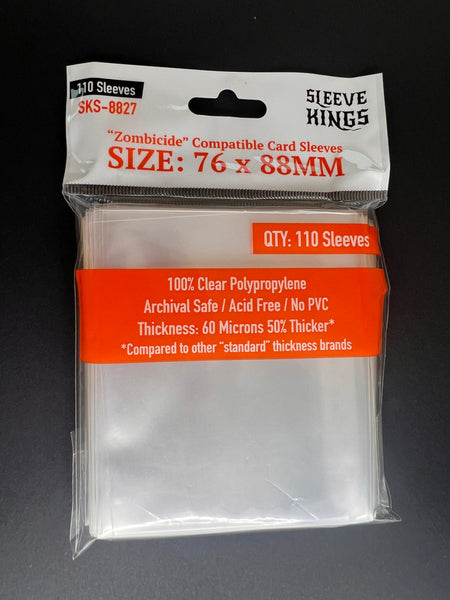 110 Sleeves
SKS-8827
SLEEVE
KINGS
"Zombicide" Compatible Card Sleeves
SIZE: 76 x 88MM
QTY: 110 Sleeves
100% Clear Polypropylene
Archival Safe / Acid Free / No PVC
Thickness: 60 Microns 50% Thicker*
*Compared to other "standard" thickness brands